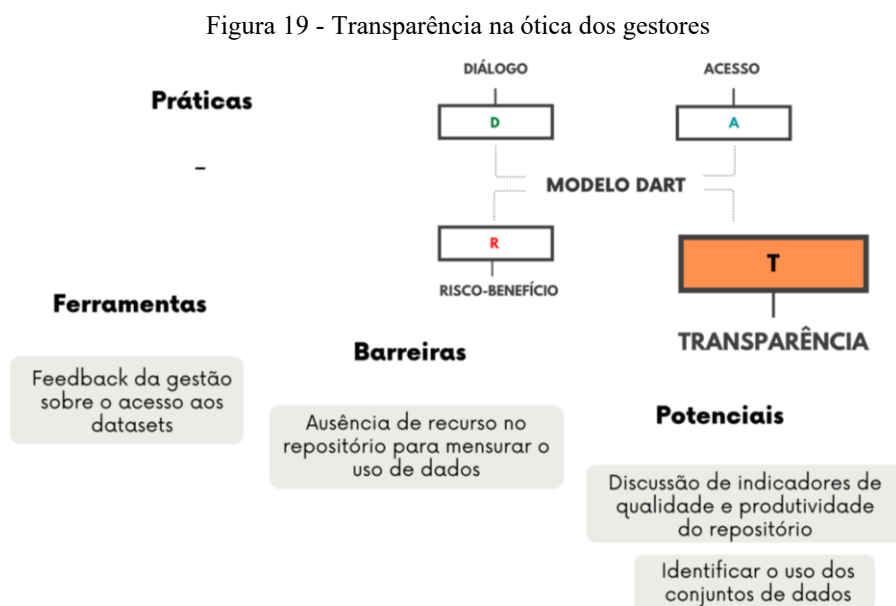 Figura 19 - Transparência na ótica dos gestores
DIÁLOGO
ACESSO
Práticas
D
A
–
MODELO DART
R
T
RISCO-BENEFÍCIO
Ferramentas
TRANSPARÊNCIA
Barreiras
Feedback da gestão
sobre o acesso aos
datasets
Ausência de recurso no
repositório para mensurar o
uso de dados
Potenciais
Discussão de indicadores de
qualidade e produtividade
do repositório
Identificar o uso dos
conjuntos de dados